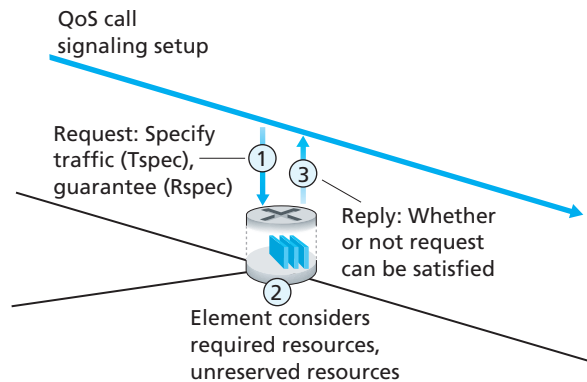 QoS call
signaling setup
Request: Specify
traffic (Tspec),
guarantee (Rspec)
1
3
Reply: Whether
or not request
can be satisfied
2
Element considers
required resources,
unreserved resources